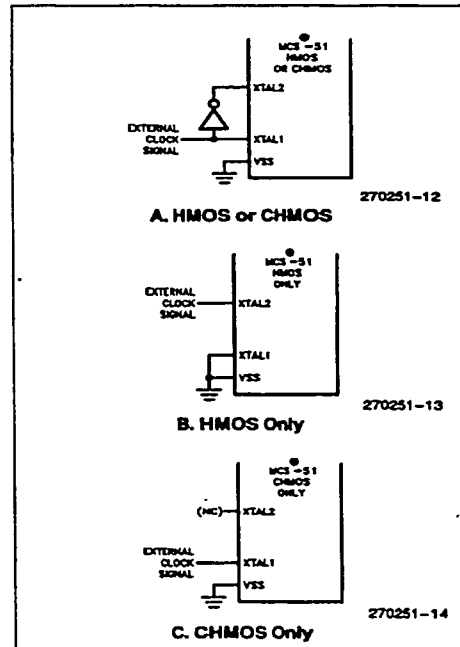 MCS-51
HMOS
OR CHMOS
XTAL2
EXTERNAL
CLOCK
SIGNAL
XTAL1
VSS
270251-12
A. HMOS or CHMOS
MCS-51
HMOS
ONLY
EXTERNAL
CLOCK
SIGNAL
XTAL2
XTAL1
VSS
270251-13
B. HMOS Only
MCS-51
CHMOS
ONLY
(NC)
XTAL2
EXTERNAL
CLOCK
SIGNAL
XTAL1
VSS
270251-14
C. CHMOS Only